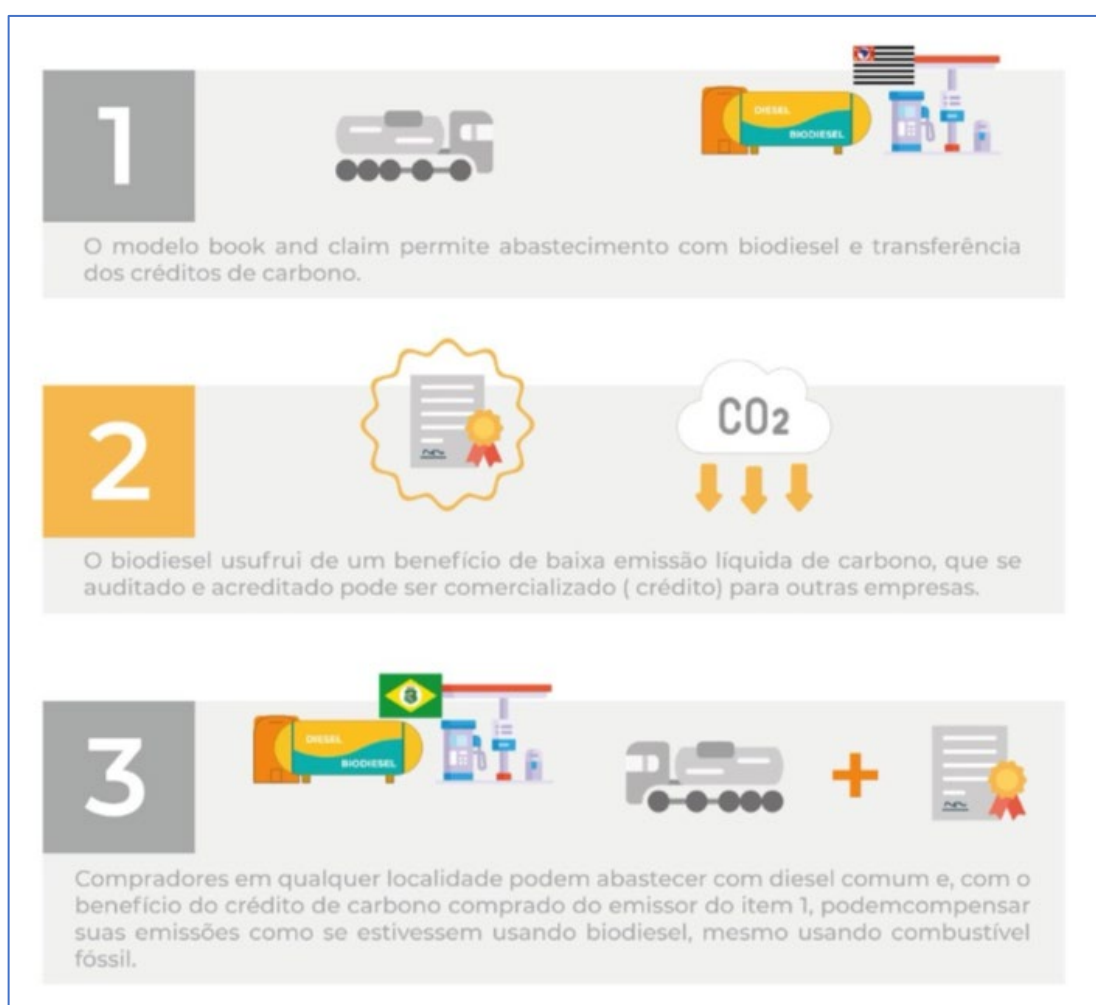 1
DIESEL
BIODIESEL
O modelo book and claim permite abastecimento com biodiesel e transferência
dos créditos de carbono.
2
CO₂
O biodiesel usufrui de um benefício de baixa emissão líquida de carbono, que se
auditado e acreditado pode ser comercializado ( crédito) para outras empresas.
3
DIESEL
BIODIESEL
Compradores em qualquer localidade podem abastecer com diesel comum e, com o
benefício do crédito de carbono comprado do emissor do item 1, podemcompensar
suas emissões como se estivessem usando biodiesel, mesmo usando combustível
fóssil.